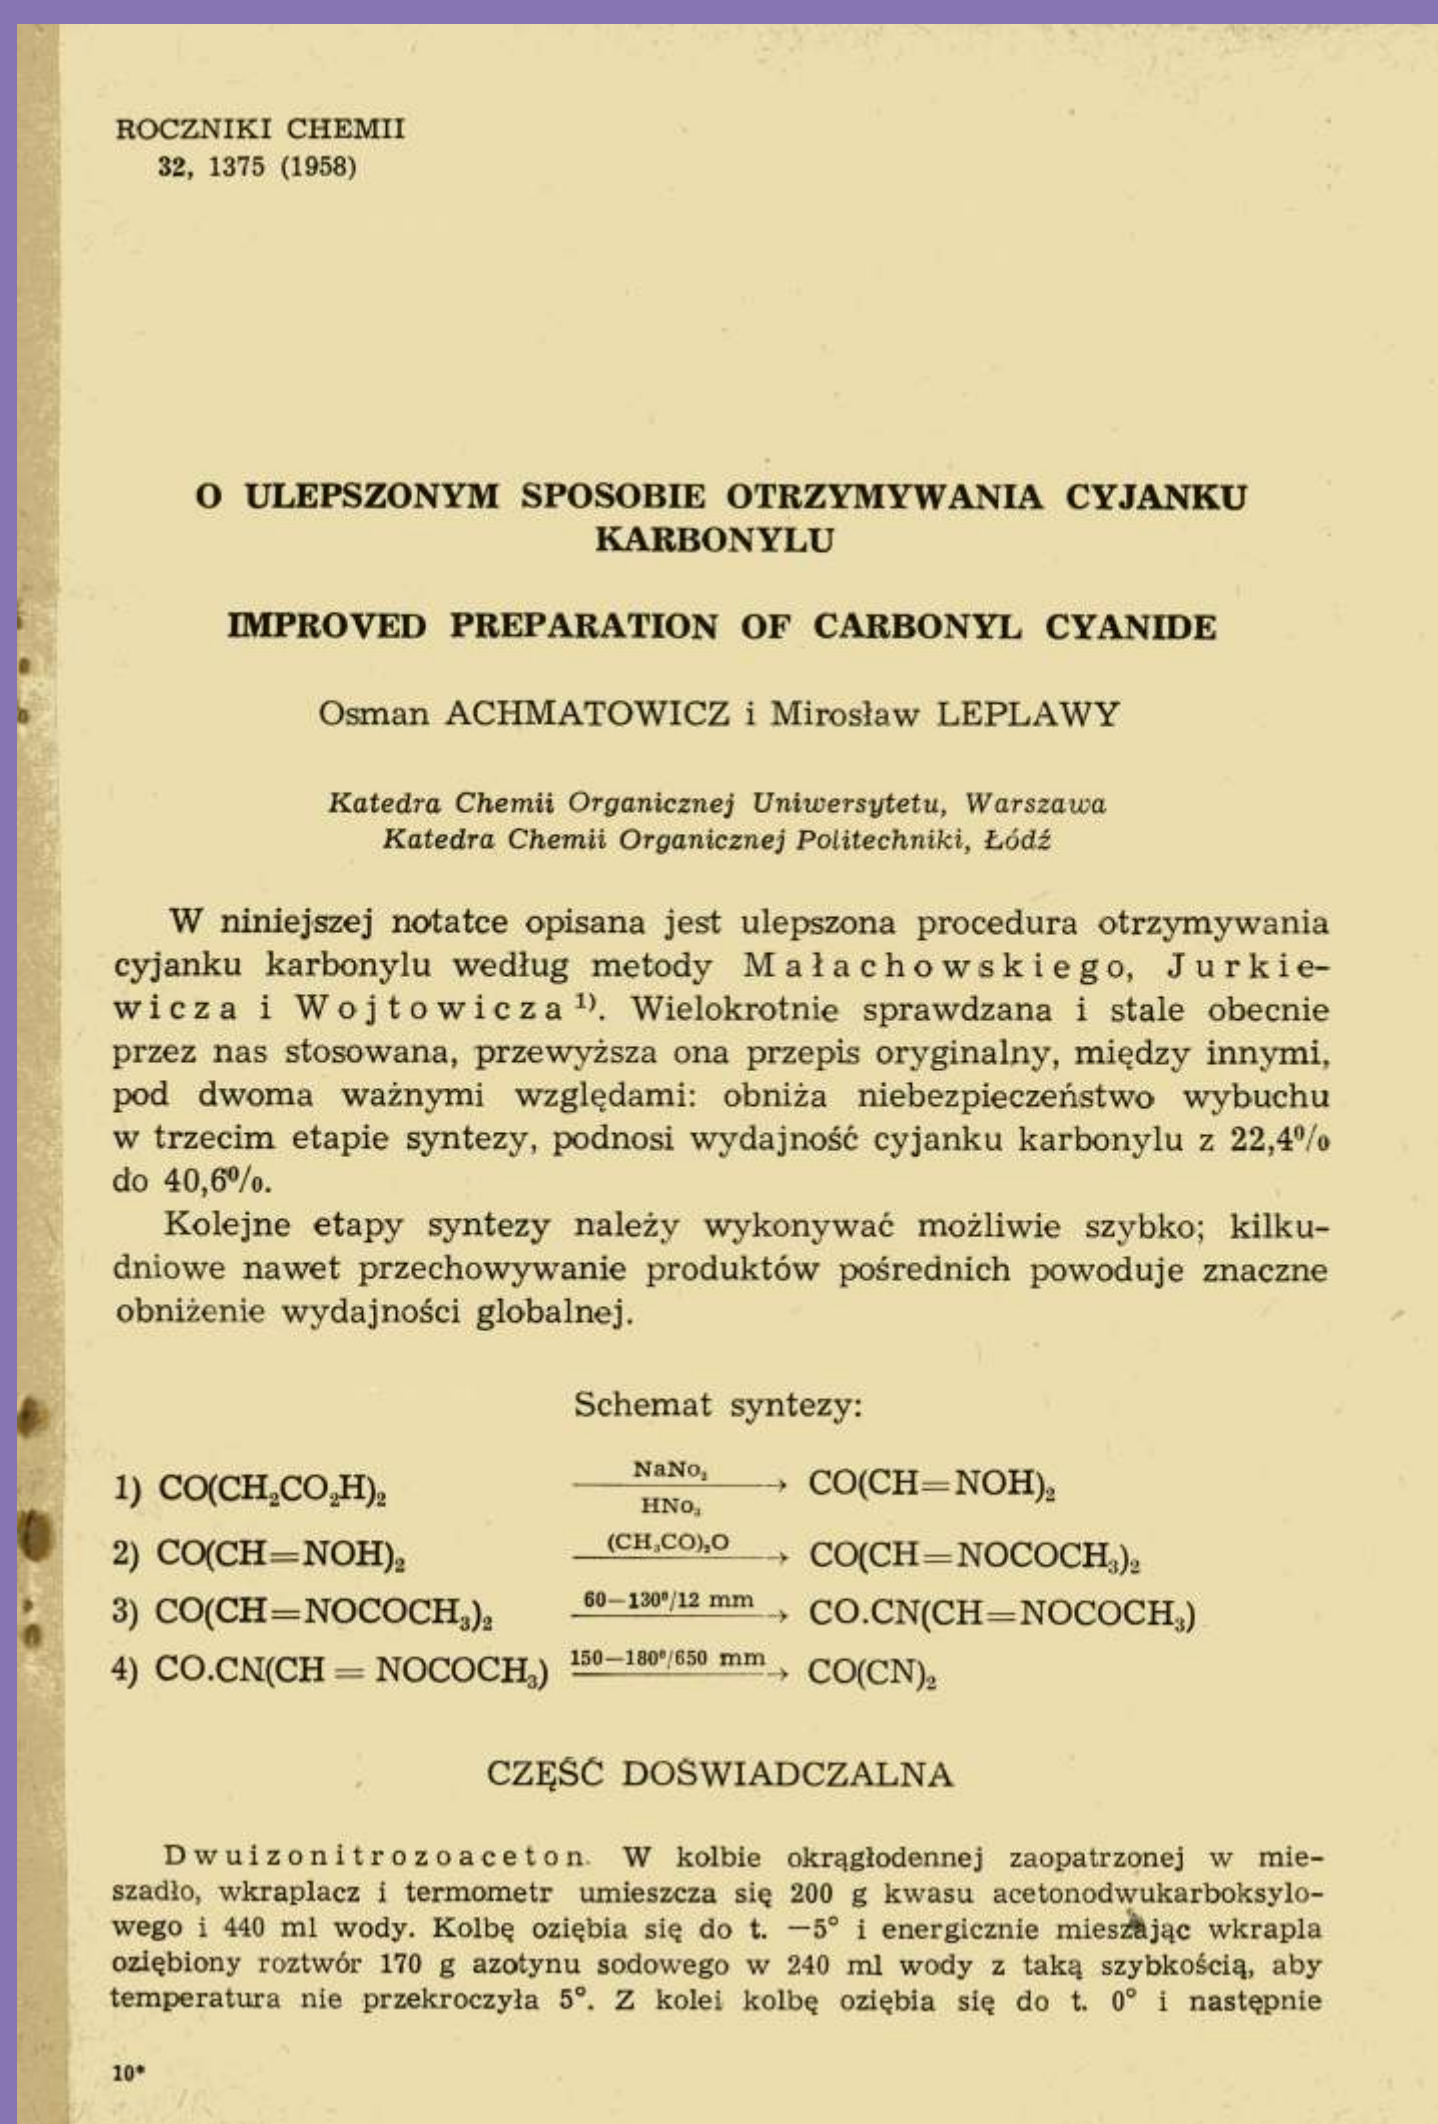 ROCZNIKI CHEMII
32, 1375 (1958)
O ULEPSZONYM SPOSOBIE OTRZYMYWANIA CYJANKU
KARBONYLU
IMPROVED PREPARATION OF CARBONYL CYANIDE
Osman ACHMATOWICZ i Mirosław LEPLAWY
Katedra Chemii Organicznej Uniwersytetu, Warszawa
Katedra Chemii Organicznej Politechniki, Łódź
W niniejszej notatce opisana jest ulepszona procedura otrzymywania
cyjanku karbonylu według metody Małachowskiego, Jurkie-
wicza i Wojtowicza ¹⁾. Wielokrotnie sprawdzana i stale obecnie
przez nas stosowana, przewyższa ona przepis oryginalny, między innymi,
pod dwoma ważnymi względami: obniża niebezpieczeństwo wybuchu
w trzecim etapie syntezy, podnosi wydajność cyjanku karbonylu z 22,4%
do 40,6%.
Kolejne etapy syntezy należy wykonywać możliwie szybko; kilku-
dniowe nawet przechowywanie produktów pośrednich powoduje znaczne
obniżenie wydajności globalnej.
Schemat syntezy:
1) CO(CH₂CO₂H)₂ NaNo₂ → CO(CH=NOH)₂
HNo₃
2) CO(CH=NOH)₂ (CH₃CO)₂O → CO(CH=NOCOCH₃)₂
3) CO(CH=NOCOCH₃)₂ 60—130°/12 mm → CO.CN(CH=NOCOCH₃)
4) CO.CN(CH = NOCOCH₃) 150—180°/650 mm → CO(CN)₂
CZĘŚĆ DOŚWIADCZALNA
Dwuizonitrozoaceton. W kolbie okrągłodennej zaopatrzonej w mie-
szadło, wkraplacz i termometr umieszcza się 200 g kwasu acetonodwukarboksylo-
wego i 440 ml wody. Kolbę oziębia się do t. —5° i energicznie mieszając wkrapla
oziębiony roztwór 170 g azotynu sodowego w 240 ml wody z taką szybkością, aby
temperatura nie przekroczyła 5°. Z kolei kolbę oziębia się do t. 0° i następnie
10*